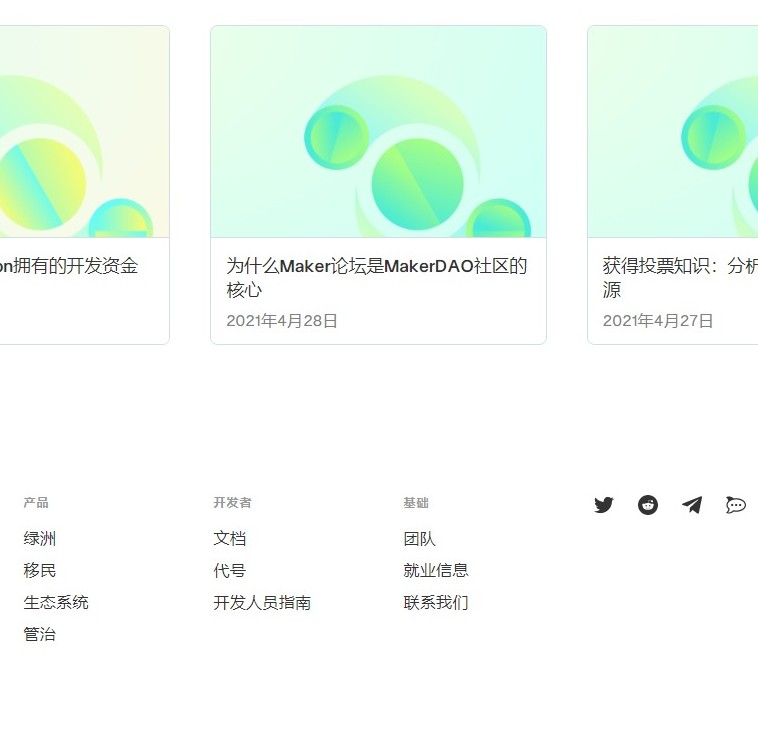 on拥有的开发资金
为什么Maker论坛是MakerDAO社区的
核心
2021年4月28日
获得投票知识：分析
源
2021年4月27日
产品
绿洲
移民
生态系统
管治
开发者
文档
代号
开发人员指南
基础
团队
就业信息
联系我们